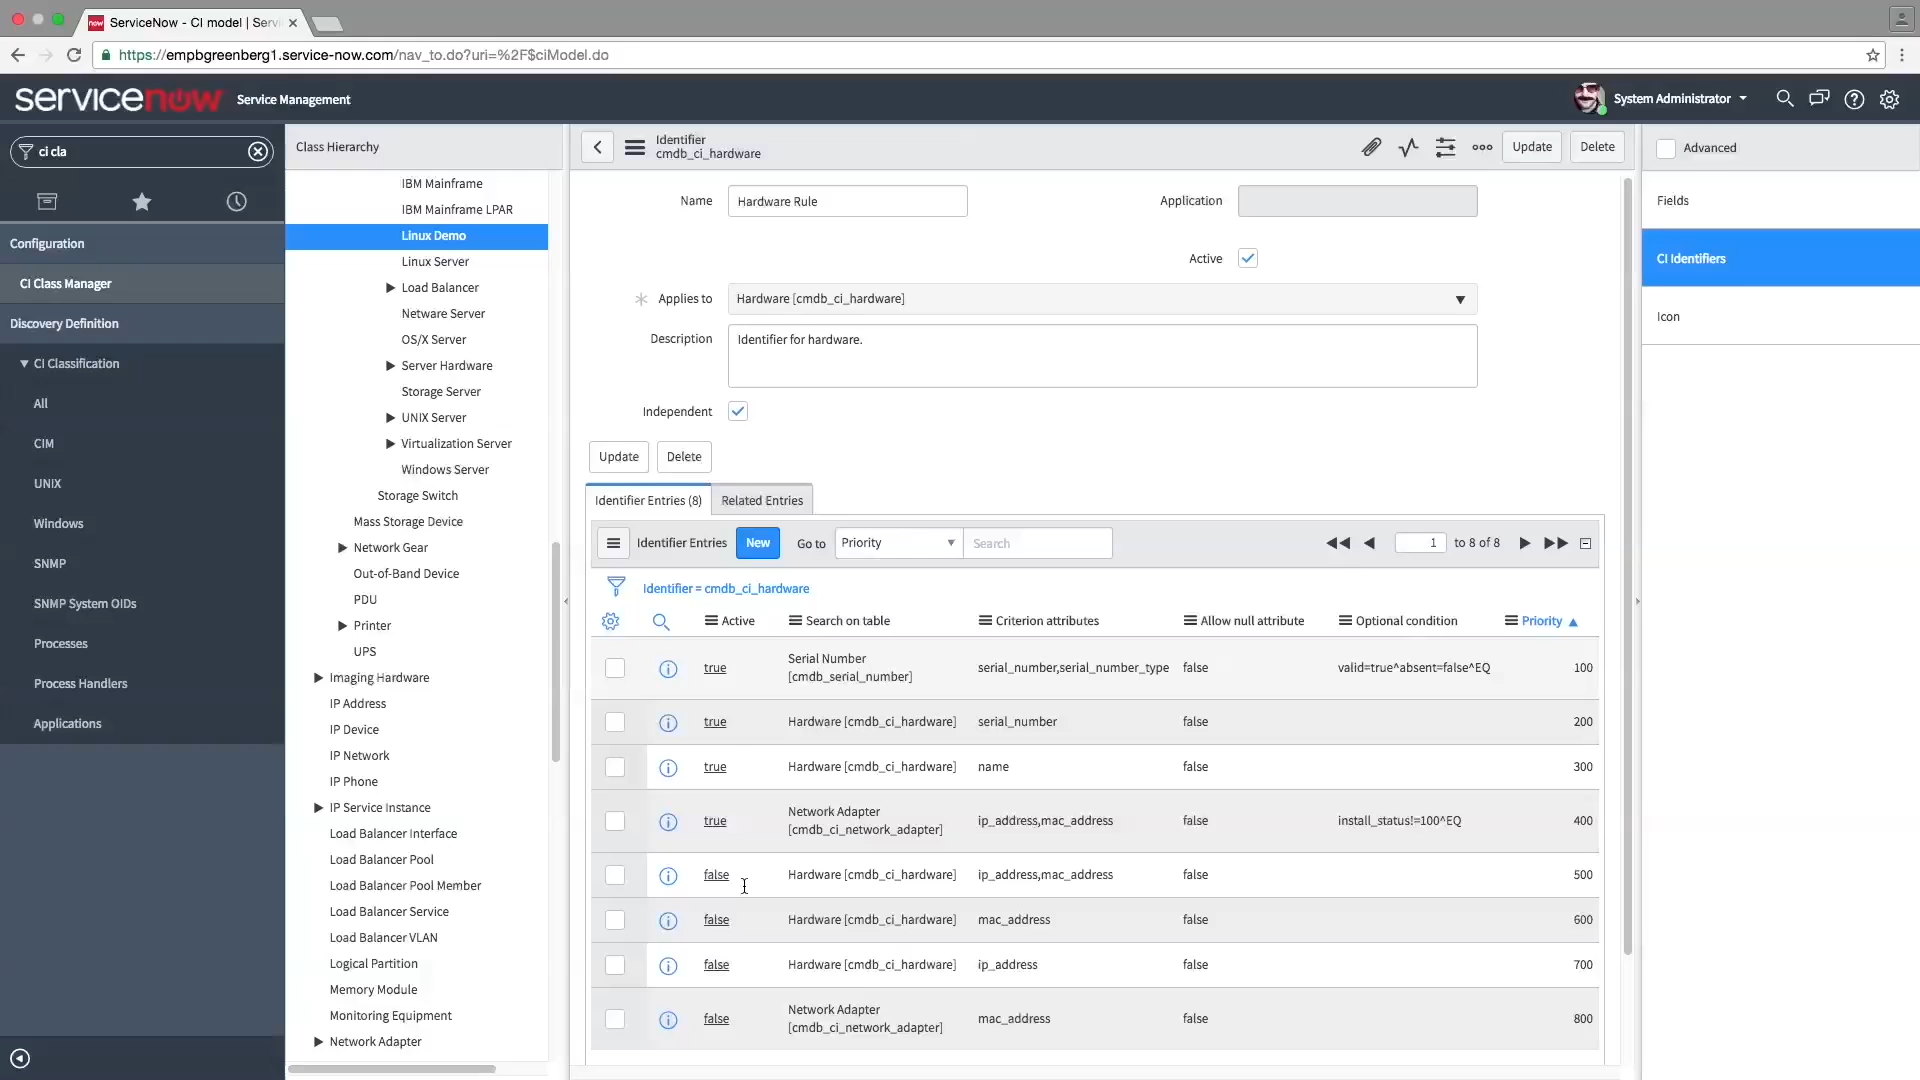 ServiceNow - CI model | Serv
https://empbgreenberg1.service-now.com/nav_to.do?uri=%2F$ciModel.do
servicenow Service Management
System Administrator
ci cla
Configuration
CI Class Manager
Discovery Definition
CI Classification
All
CIM
UNIX
Windows
SNMP
SNMP System OIDs
Processes
Process Handlers
Applications
Class Hierarchy
IBM Mainframe
IBM Mainframe LPAR
Linux Demo
Linux Server
Load Balancer
Netware Server
OS/X Server
Server Hardware
Storage Server
UNIX Server
Virtualization Server
Windows Server
Storage Switch
Mass Storage Device
Network Gear
Out-of-Band Device
PDU
Printer
UPS
Imaging Hardware
IP Address
IP Device
IP Network
IP Phone
IP Service Instance
Load Balancer Interface
Load Balancer Pool
Load Balancer Pool Member
Load Balancer Service
Load Balancer VLAN
Logical Partition
Memory Module
Monitoring Equipment
Network Adapter
Identifier
cmdb_ci_hardware
Update Delete
Name Hardware Rule
Application
Active
Applies to Hardware [cmdb_ci_hardware]
Description Identifier for hardware.
Independent
Update Delete
Identifier Entries (8) Related Entries
Identifier Entries New Go to Priority Search 1 to 8 of 8
Identifier = cmdb_ci_hardware
Active Search on table Criterion attributes Allow null attribute Optional condition Priority
true Serial Number [cmdb_serial_number] serial_number,serial_number_type false valid=true^absent=false^EQ 100
true Hardware [cmdb_ci_hardware] serial_number false 200
true Hardware [cmdb_ci_hardware] name false 300
true Network Adapter [cmdb_ci_network_adapter] ip_address,mac_address false install_status!=100^EQ 400
false Hardware [cmdb_ci_hardware] ip_address,mac_address false 500
false Hardware [cmdb_ci_hardware] mac_address false 600
false Hardware [cmdb_ci_hardware] ip_address false 700
false Network Adapter [cmdb_ci_network_adapter] mac_address false 800
Advanced
Fields
CI Identifiers
Icon